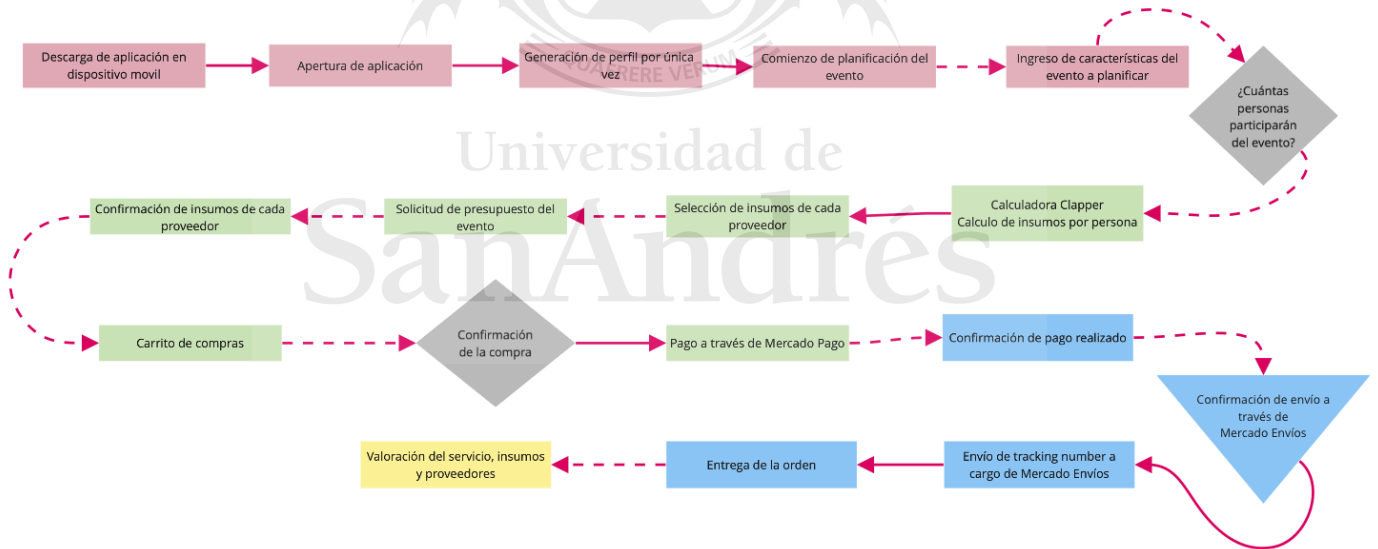 Descarga de aplicación en
dispositivo movil
Apertura de aplicación
Generación de perfil por única
vez
Comienzo de planificación del
evento
Ingreso de características del
evento a planificar
¿Cuántas
personas
participarán
del evento?
QUAERERE VERUM
Universidad de
SanAndrés
Calculadora Clapper
Calculo de insumos por persona
Selección de insumos de cada
proveedor
Solicitud de presupuesto del
evento
Confirmación de insumos de cada
proveedor
Carrito de compras
Confirmación
de la compra
Pago a través de Mercado Pago
Confirmación de pago realizado
Confirmación de envío a
través de
Mercado Envíos
Envío de tracking number a
cargo de Mercado Envíos
Entrega de la orden
Valoración del servicio, insumos
y proveedores